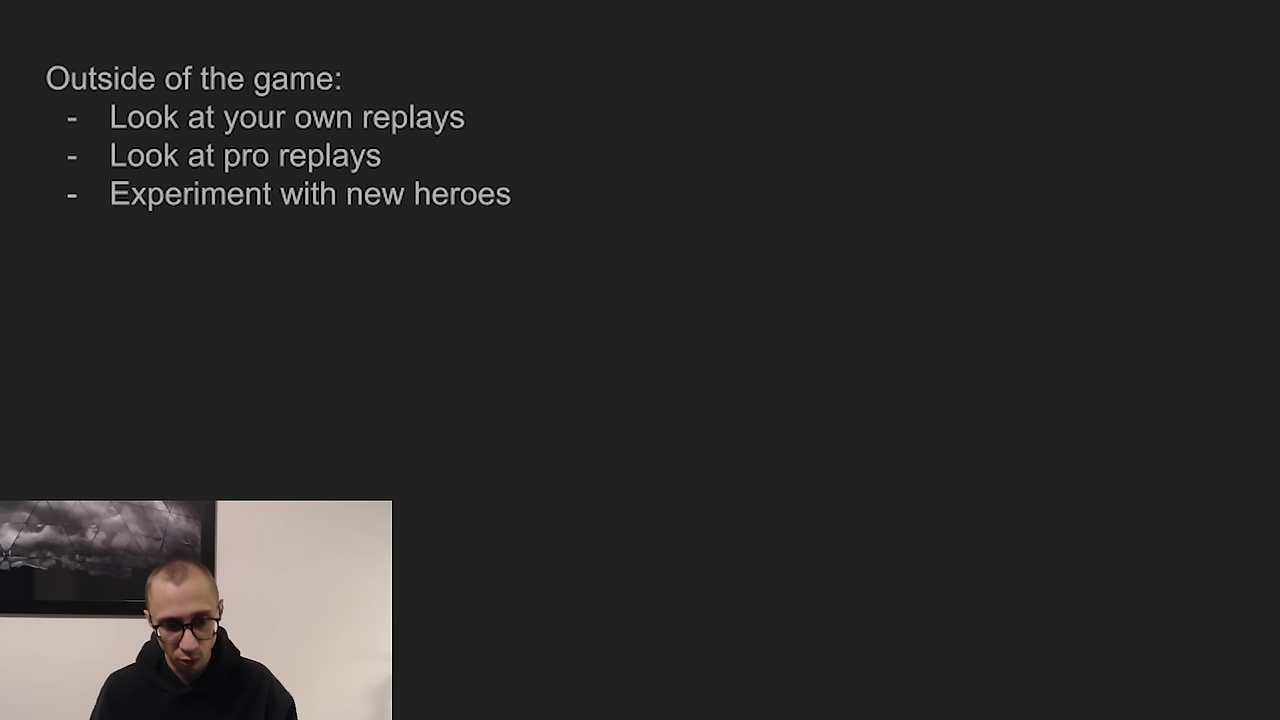 Outside of the game:
- Look at your own replays
- Look at pro replays
- Experiment with new heroes